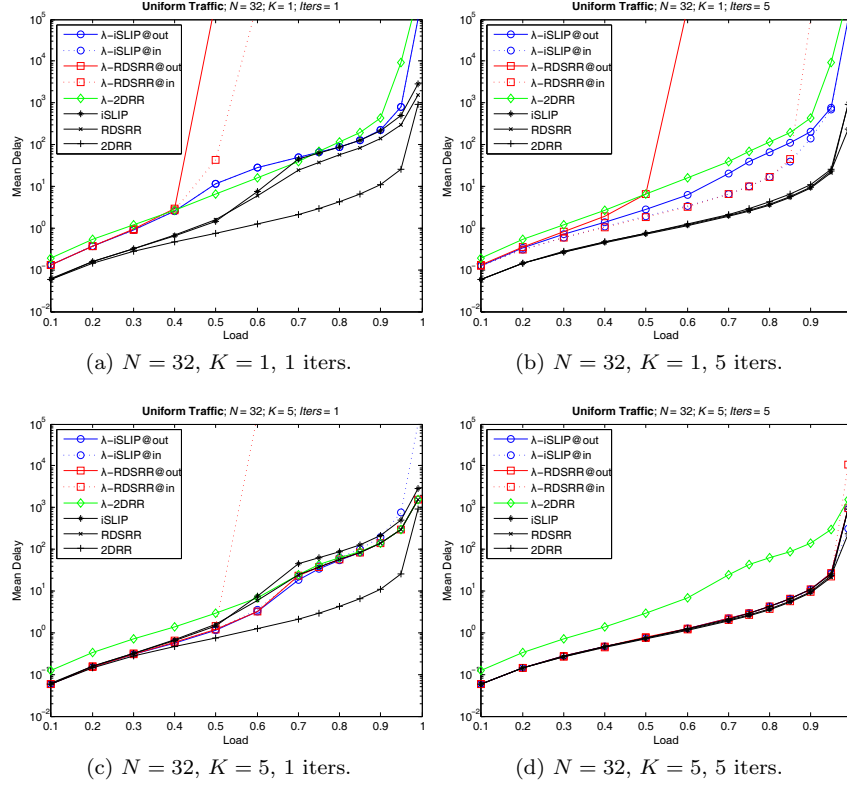 Uniform Traffic; N = 32; K = 1; Iters = 1
10^5
10^4
10^3
10^2
10^1
10^0
10^−1
10^−2
Mean Delay
λ−iSLIP@out
λ−iSLIP@in
λ−RDSRR@out
λ−RDSRR@in
λ−2DRR
iSLIP
RDSRR
2DRR
0.1 0.2 0.3 0.4 0.5 0.6 0.7 0.8 0.9 1
Load
(a) N = 32, K = 1, 1 iters.
Uniform Traffic; N = 32; K = 1; Iters = 5
10^5
10^4
10^3
10^2
10^1
10^0
10^−1
10^−2
Mean Delay
λ−iSLIP@out
λ−iSLIP@in
λ−RDSRR@out
λ−RDSRR@in
λ−2DRR
iSLIP
RDSRR
2DRR
0.1 0.2 0.3 0.4 0.5 0.6 0.7 0.8 0.9
Load
(b) N = 32, K = 1, 5 iters.
Uniform Traffic; N = 32; K = 5; Iters = 1
10^5
10^4
10^3
10^2
10^1
10^0
10^−1
10^−2
Mean Delay
λ−iSLIP@out
λ−iSLIP@in
λ−RDSRR@out
λ−RDSRR@in
λ−2DRR
iSLIP
RDSRR
2DRR
0.1 0.2 0.3 0.4 0.5 0.6 0.7 0.8 0.9 1
Load
(c) N = 32, K = 5, 1 iters.
Uniform Traffic; N = 32; K = 5; Iters = 5
10^5
10^4
10^3
10^2
10^1
10^0
10^−1
10^−2
Mean Delay
λ−iSLIP@out
λ−iSLIP@in
λ−RDSRR@out
λ−RDSRR@in
λ−2DRR
iSLIP
RDSRR
2DRR
0.1 0.2 0.3 0.4 0.5 0.6 0.7 0.8 0.9
Load
(d) N = 32, K = 5, 5 iters.